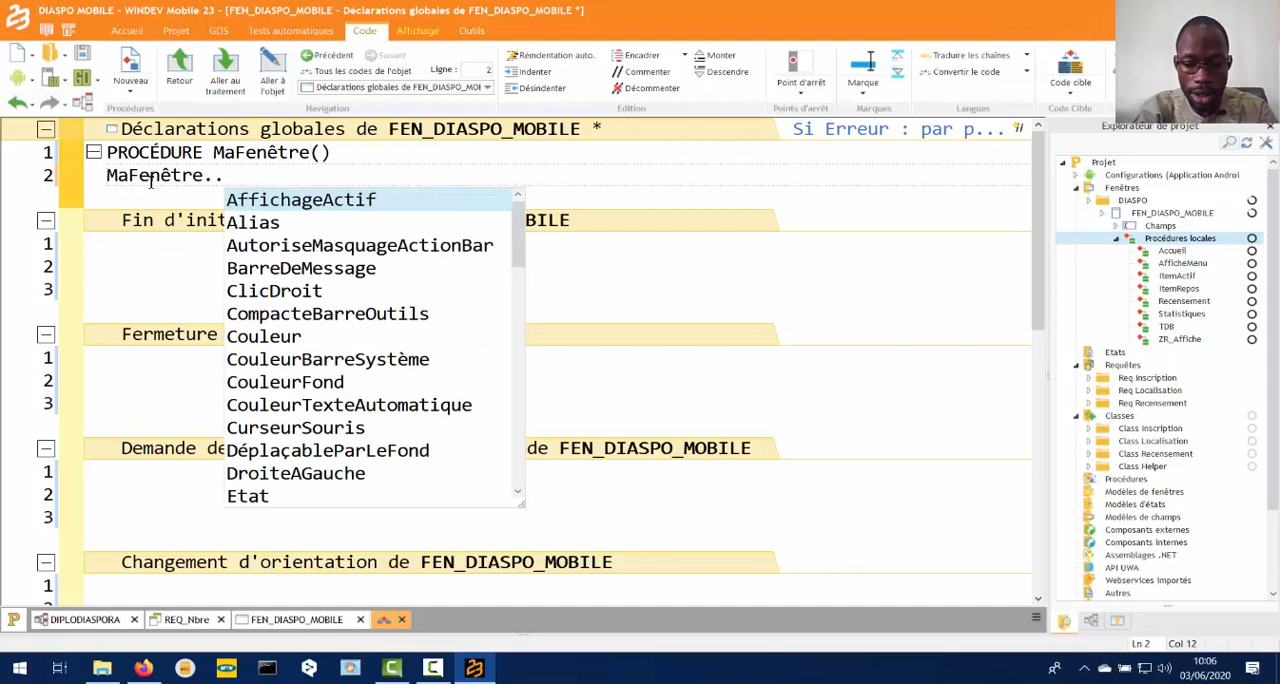 DIASPO MOBILE - WINDEV Mobile 23 - [FEN_DIASPO_MOBILE - Déclarations globales de FEN_DIASPO_MOBILE *]
Accueil Projet GDS Tests automatiques Code Affichage Outils
Nouveau
Procédures
Retour
Aller au traitement
Aller à l'objet
Précédent Suivant
Tous les codes de l'objet Ligne : 2
Déclarations globales de FEN_DIASPO_MOI
Navigation
Réindentation auto.
Indenter
Désindenter
Encadrer
Commenter
Décommenter
Monter
Descendre
Edition
Point d'arrêt
Points d'arrêt
Marque
Marques
Traduire les chaînes
Convertir le code
Langues
Code cible
Code Cible
Déclarations globales de FEN_DIASPO_MOBILE * Si Erreur : par p...
1 PROCÉDURE MaFenêtre()
2 MaFenêtre..
AffichageActif
Alias
AutoriseMasquageActionBar
BarreDeMessage
ClicDroit
CompacteBarreOutils
Couleur
CouleurBarreSystème
CouleurFond
CouleurTexteAutomatique
CurseurSouris
DéplaçableParLeFond
DroiteAGauche
Etat
Fin d'init BILE
1
2
3
Fermeture
1
2
3
Demande de de FEN_DIASPO_MOBILE
1
2
3
Changement d'orientation de FEN_DIASPO_MOBILE
1
2
Explorateur de projet
Projet
Configurations (Application Androi
Fenêtres
DIASPO
FEN_DIASPO_MOBILE
Champs
Procédures locales
Accueil
AfficheMenu
ItemActif
ItemRepos
Recensement
Statistiques
TDB
ZR_Affiche
Etats
Requêtes
Req Inscription
Req Localisation
Req Recensement
Classes
Class Inscription
Class Localisation
Class Recensement
Class Helper
Procédures
Modèles de fenêtres
Modèles d'états
Modèles de champs
Composants externes
Composants internes
Assemblages .NET
API UWA
Webservices importés
Autres
DIPLODIASPORA REQ_Nbre FEN_DIASPO_MOBILE
Ln 2 Col 12
10:06
03/06/2020